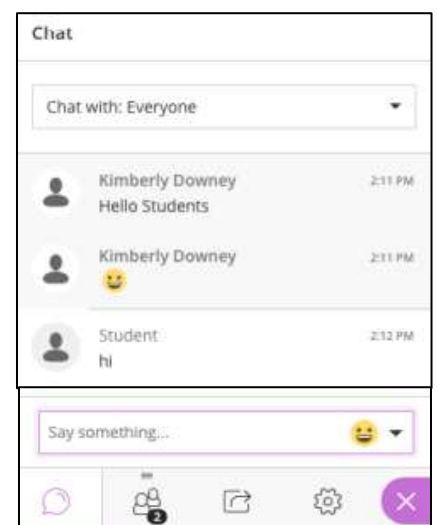 Chat
Chat with: Everyone
Kimberly Downey 2:11 PM
Hello Students
Kimberly Downey 2:11 PM
Student 2:12 PM
hi
Say something...
2